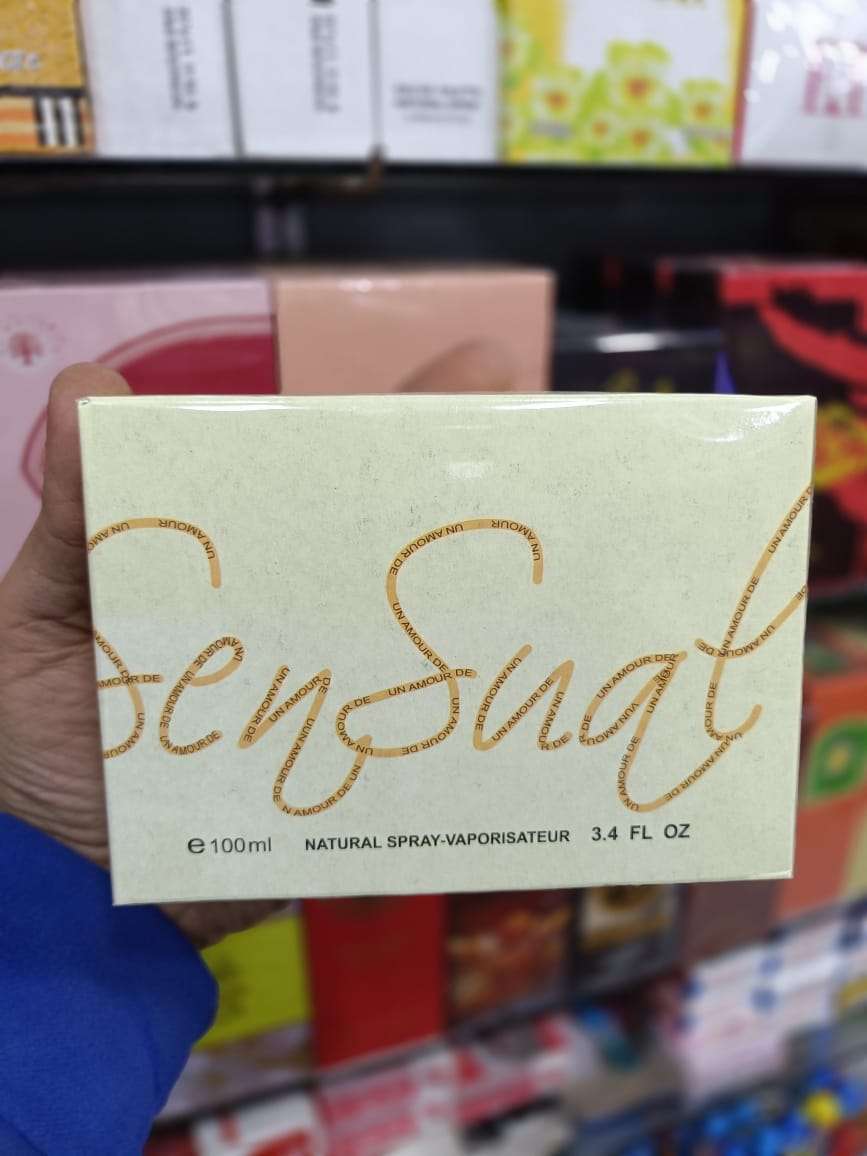 SenSual
UN AMOUR DE
e 100ml NATURAL SPRAY-VAPORISATEUR 3.4 FL OZ